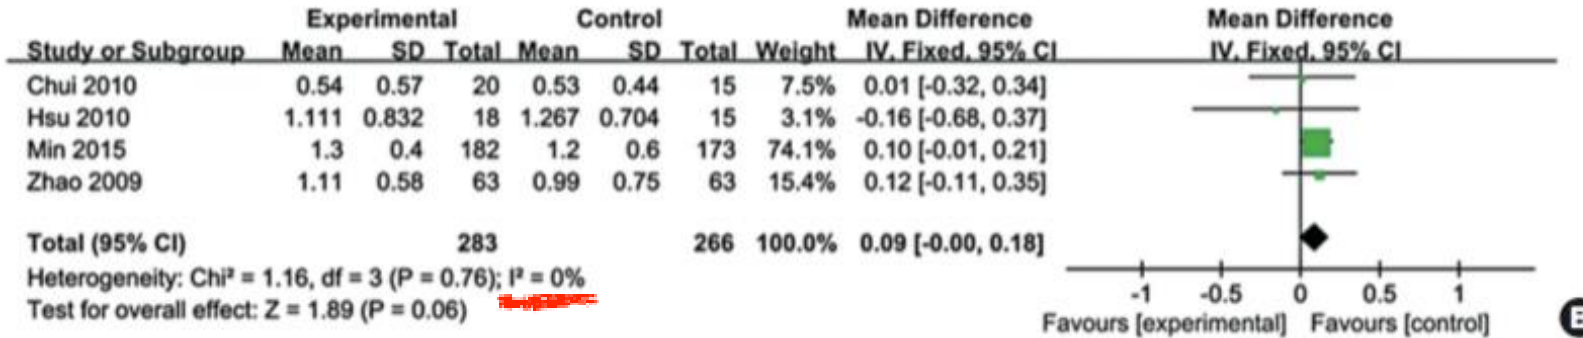 Experimental Control Mean Difference Mean Difference
Study or Subgroup Mean SD Total Mean SD Total Weight IV, Fixed, 95% CI IV, Fixed, 95% CI
Chui 2010 0.54 0.57 20 0.53 0.44 15 7.5% 0.01 [-0.32, 0.34]
Hsu 2010 1.111 0.832 18 1.267 0.704 15 3.1% -0.16 [-0.68, 0.37]
Min 2015 1.3 0.4 182 1.2 0.6 173 74.1% 0.10 [-0.01, 0.21]
Zhao 2009 1.11 0.58 63 0.99 0.75 63 15.4% 0.12 [-0.11, 0.35]
Total (95% CI) 283 266 100.0% 0.09 [-0.00, 0.18]
Heterogeneity: Chi² = 1.16, df = 3 (P = 0.76); I² = 0%
Test for overall effect: Z = 1.89 (P = 0.06)
-1 -0.5 0 0.5 1
Favours [experimental] Favours [control]